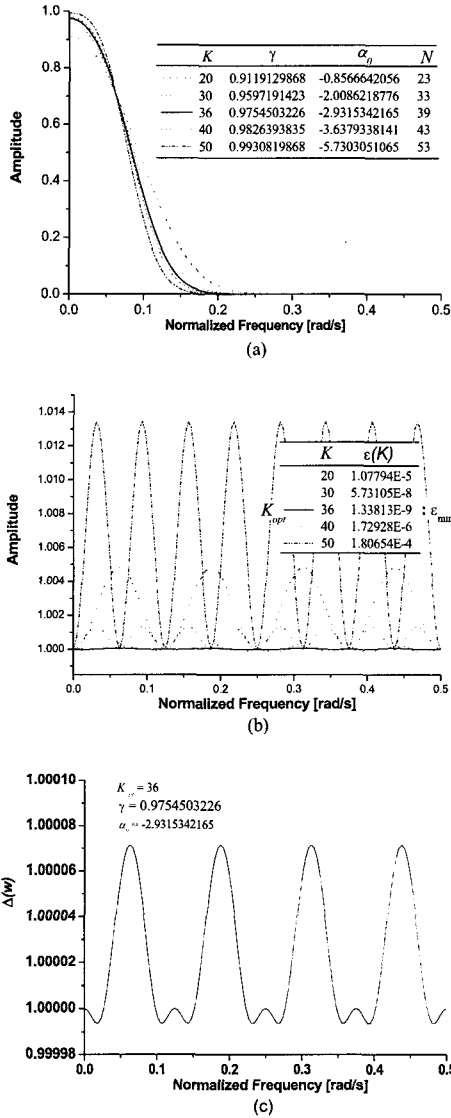 1.0
0.8
0.6
0.4
0.2
0.0
Amplitude
K γ α₀ N
20 0.9119129868 -0.8566642056 23
30 0.9597191423 -2.0086218776 33
36 0.9754503226 -2.9315342165 39
40 0.9826393835 -3.6379338141 43
50 0.9930819868 -5.7303051065 53
0.0 0.1 0.2 0.3 0.4 0.5
Normalized Frequency [rad/s]
(a)
1.014
1.012
1.010
1.008
1.006
1.004
1.002
1.000
Amplitude
K ε(K)
20 1.07794E-5
30 5.73105E-8
K opt 36 1.33813E-9 : ε min
40 1.72928E-6
50 1.80654E-4
0.0 0.1 0.2 0.3 0.4 0.5
Normalized Frequency [rad/s]
(b)
1.00010
1.00008
1.00006
1.00004
1.00002
1.00000
0.99998
Δ(w)
K = 36
γ = 0.9754503226
-2.9315342165
0.0 0.1 0.2 0.3 0.4 0.5
Normalized Frequency [rad/s]
(c)